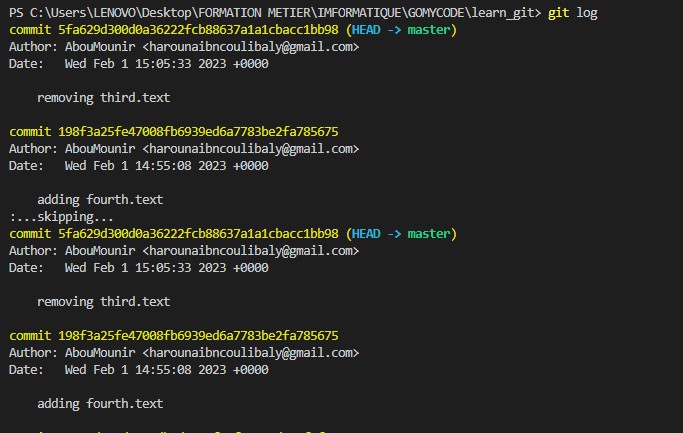 PS C:\Users\LENOVO\Desktop\FORMATION METIER\IMFORMATIQUE\GOMYCODE\learn_git> git log
commit 5fa629d300d0a36222fcb88637a1a1cbacc1bb98 (HEAD -> master)
Author: AbouMounir <harounaibncoulibaly@gmail.com>
Date:   Wed Feb 1 15:05:33 2023 +0000
    removing third.text
commit 198f3a25fe47008fb6939ed6a7783be2fa785675
Author: AbouMounir <harounaibncoulibaly@gmail.com>
Date:   Wed Feb 1 14:55:08 2023 +0000
    adding fourth.text
:...skipping...
commit 5fa629d300d0a36222fcb88637a1a1cbacc1bb98 (HEAD -> master)
Author: AbouMounir <harounaibncoulibaly@gmail.com>
Date:   Wed Feb 1 15:05:33 2023 +0000
    removing third.text
commit 198f3a25fe47008fb6939ed6a7783be2fa785675
Author: AbouMounir <harounaibncoulibaly@gmail.com>
Date:   Wed Feb 1 14:55:08 2023 +0000
    adding fourth.text